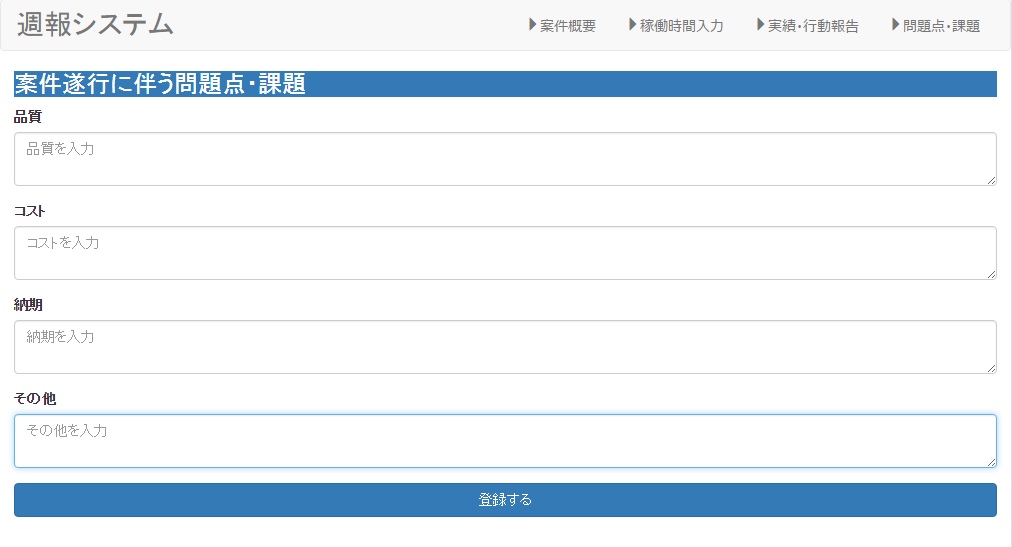 週報システム
案件概要 稼働時間入力 実績・行動報告 問題点・課題
案件遂行に伴う問題点・課題
品質
品質を入力
コスト
コストを入力
納期
納期を入力
その他
その他を入力
登録する